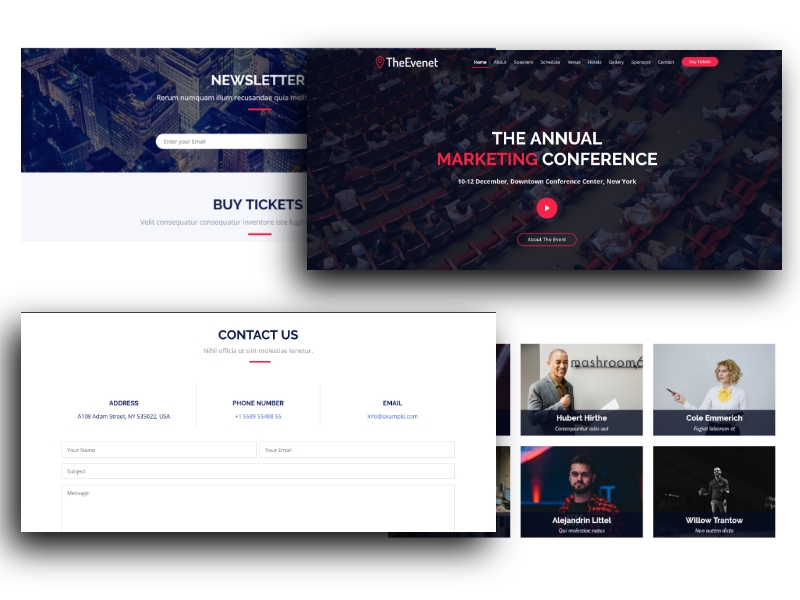 NEWSLETTER
Rerum numquam illum recusandae quia
Enter your Email
BUY TICKETS
Velit consequatur consequatur inventore iste
TheEvenet
Home About Speakers Schedule Venue Hotels Gallery Sponsors Contact Buy Tickets
THE ANNUAL
MARKETING CONFERENCE
10-12 December, Downtown Conference Center, New York
About The Event
CONTACT US
Nihil officia ut sint molestiae tenetur.
ADDRESS
A108 Adam Street, NY 535022, USA
PHONE NUMBER
+1 5589 55488 55
EMAIL
info@example.com
Your Name
Your Email
Subject
Message
mashroom
Hubert Hirthe
Consequuntur odio aut
Cole Emmerich
Fugiat laborum et
Alejandrin Littel
Qui molestiae natus
Willow Trantow
Non autem dicta